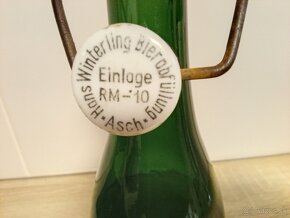 Hans Winterling Bierabfüllung
Einlage
RM-·10
· Asch ·